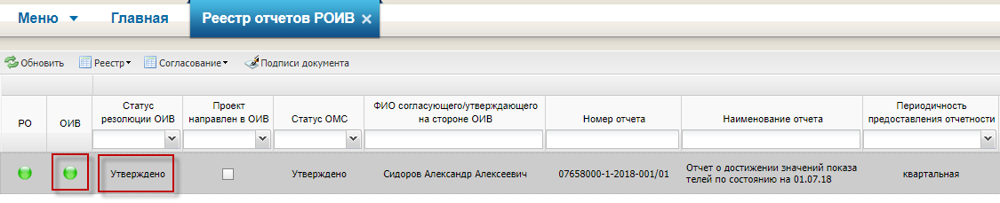 Меню Главная Реестр отчетов РОИВ
Обновить Реестр Согласование Подписи документа
РО
ОИВ
Статус
резолюции ОИВ
Проект
направлен в ОИВ
Статус ОМС
ФИО согласующего/утверждающего
на стороне ОИВ
Номер отчета
Наименование отчета
Периодичность
предоставления отчетности
Утверждено
Утверждено
Сидоров Александр Алексеевич
07658000-1-2018-001/01
Отчет о достижении значений показа
телей по состоянию на 01.07.18
квартальная